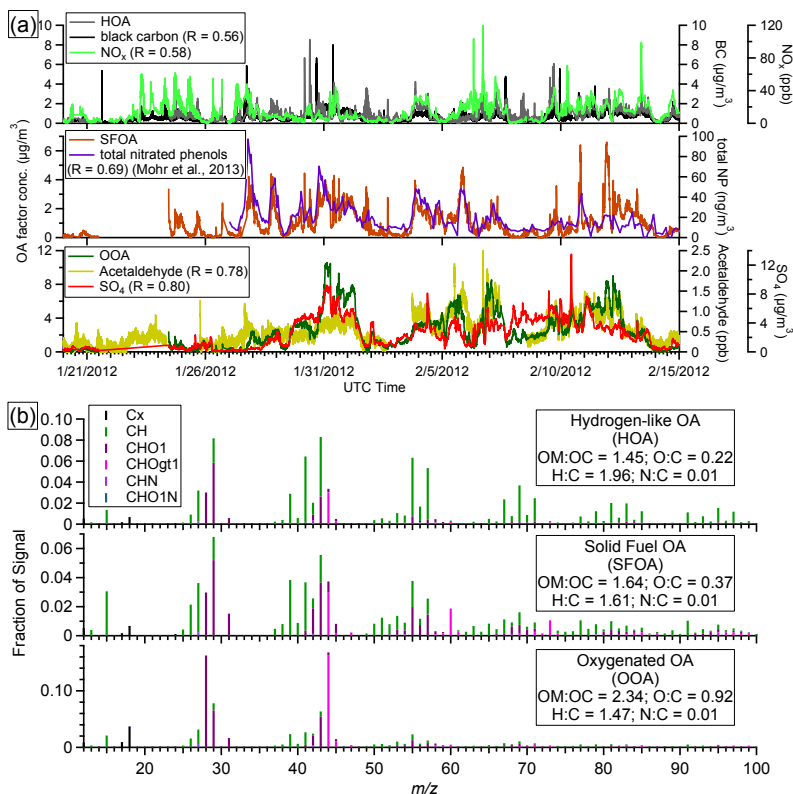 (a)
HOA
black carbon (R = 0.56)
NOx (R = 0.58)
10
8
6
4
2
0
10
8
6
4
2
0
BC (µg/m3)
120
80
40
0
NOx (ppb)
SFOA
total nitrated phenols
(R = 0.69) (Mohr et al., 2013)
6
4
2
0
OA factor conc. (µg/m3)
100
80
60
40
20
0
total NP (ng/m3)
OOA
Acetaldehyde (R = 0.78)
SO4 (R = 0.80)
12
8
4
0
2.5
2.0
1.5
1.0
0.5
0.0
Acetaldehyde (ppb)
12
8
4
0
SO4 (µg/m3)
1/21/2012 1/26/2012 1/31/2012 2/5/2012 2/10/2012 2/15/2012
UTC Time
(b)
Cx
CH
CHO1
CHOgt1
CHN
CHO1N
0.10
0.08
0.06
0.04
0.02
0.00
Hydrogen-like OA
(HOA)
OM:OC = 1.45; O:C = 0.22
H:C = 1.96; N:C = 0.01
0.06
0.04
0.02
0.00
Fraction of Signal
Solid Fuel OA
(SFOA)
OM:OC = 1.64; O:C = 0.37
H:C = 1.61; N:C = 0.01
0.10
0
Oxygenated OA
(OOA)
OM:OC = 2.34; O:C = 0.92
H:C = 1.47; N:C = 0.01
20 30 40 50 60 70 80 90 100
m/z